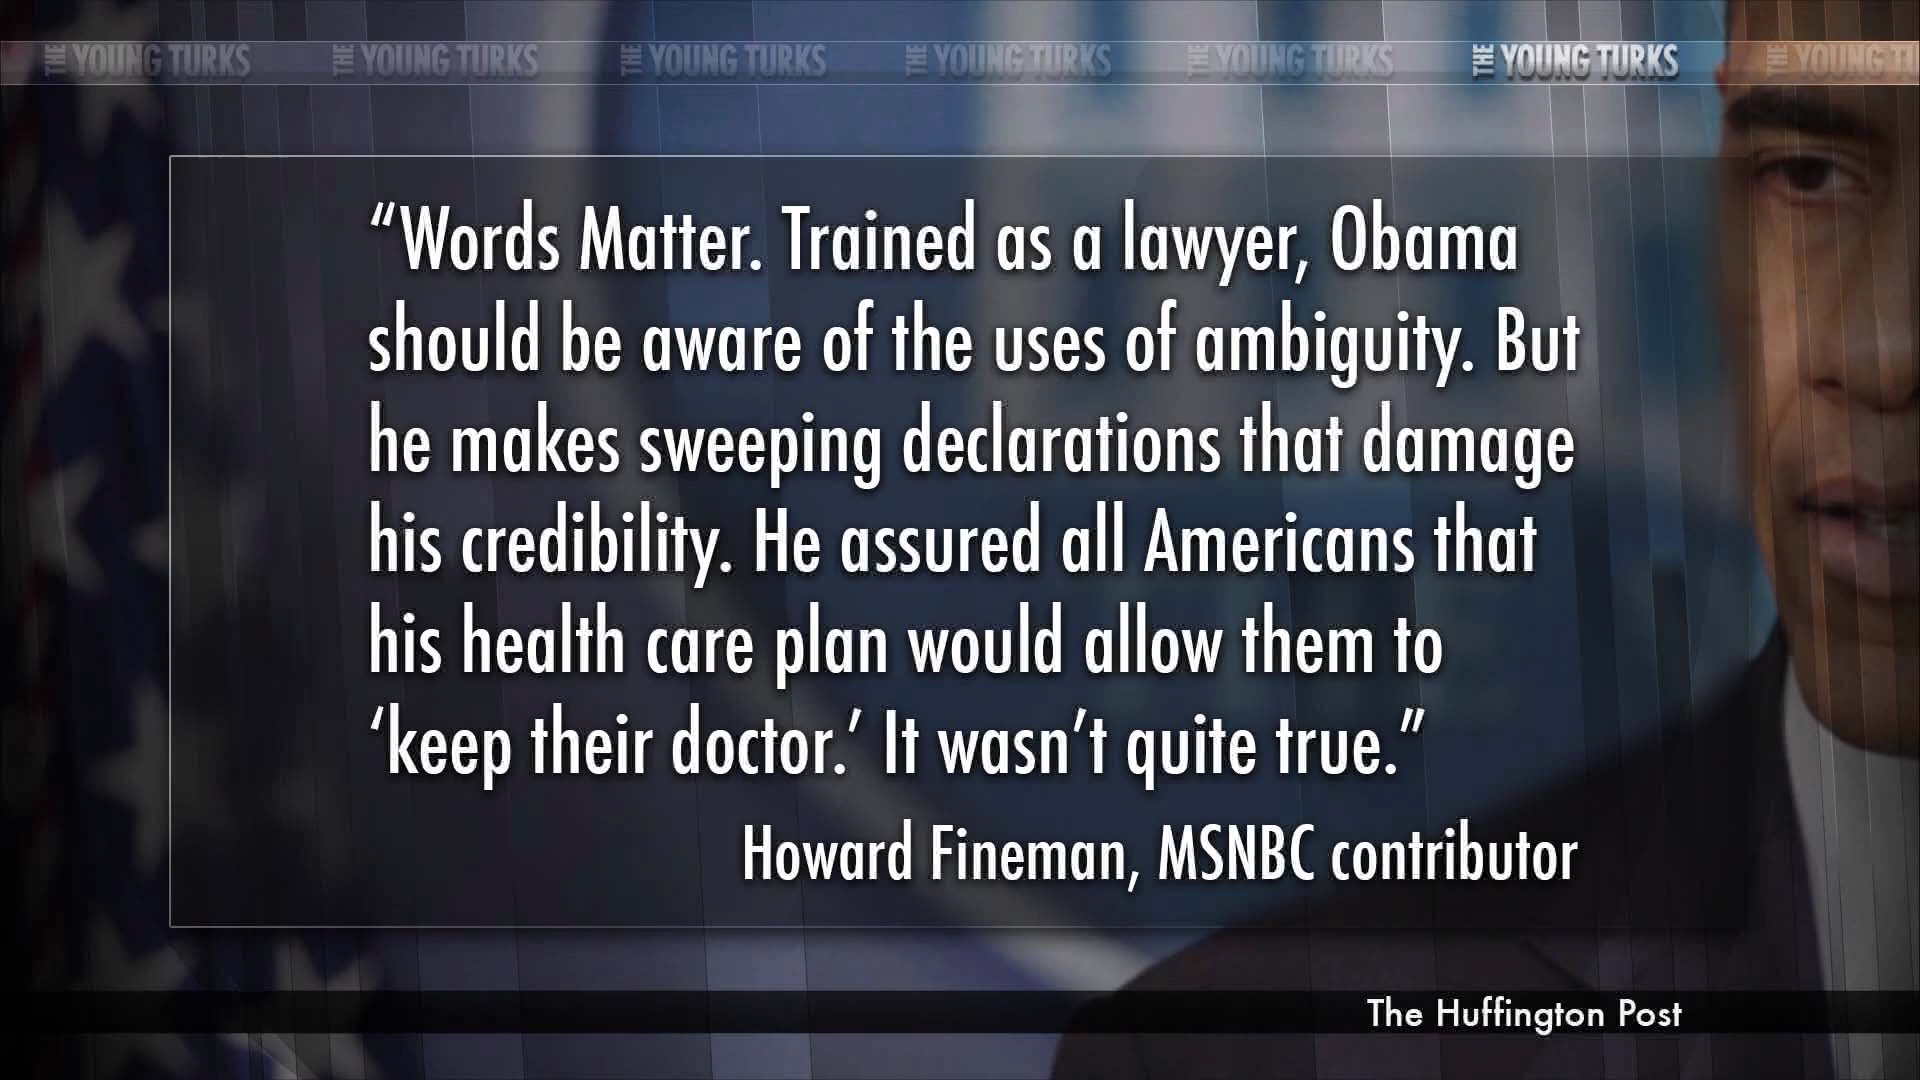 THE YOUNG TURKS THE YOUNG TURKS THE YOUNG TURKS THE YOUNG TURKS THE YOUNG TURKS THE YOUNG TURKS THE YOUNG TU
“Words Matter. Trained as a lawyer, Obama
should be aware of the uses of ambiguity. But
he makes sweeping declarations that damage
his credibility. He assured all Americans that
his health care plan would allow them to
‘keep their doctor.’ It wasn’t quite true.”
Howard Fineman, MSNBC contributor
The Huffington Post